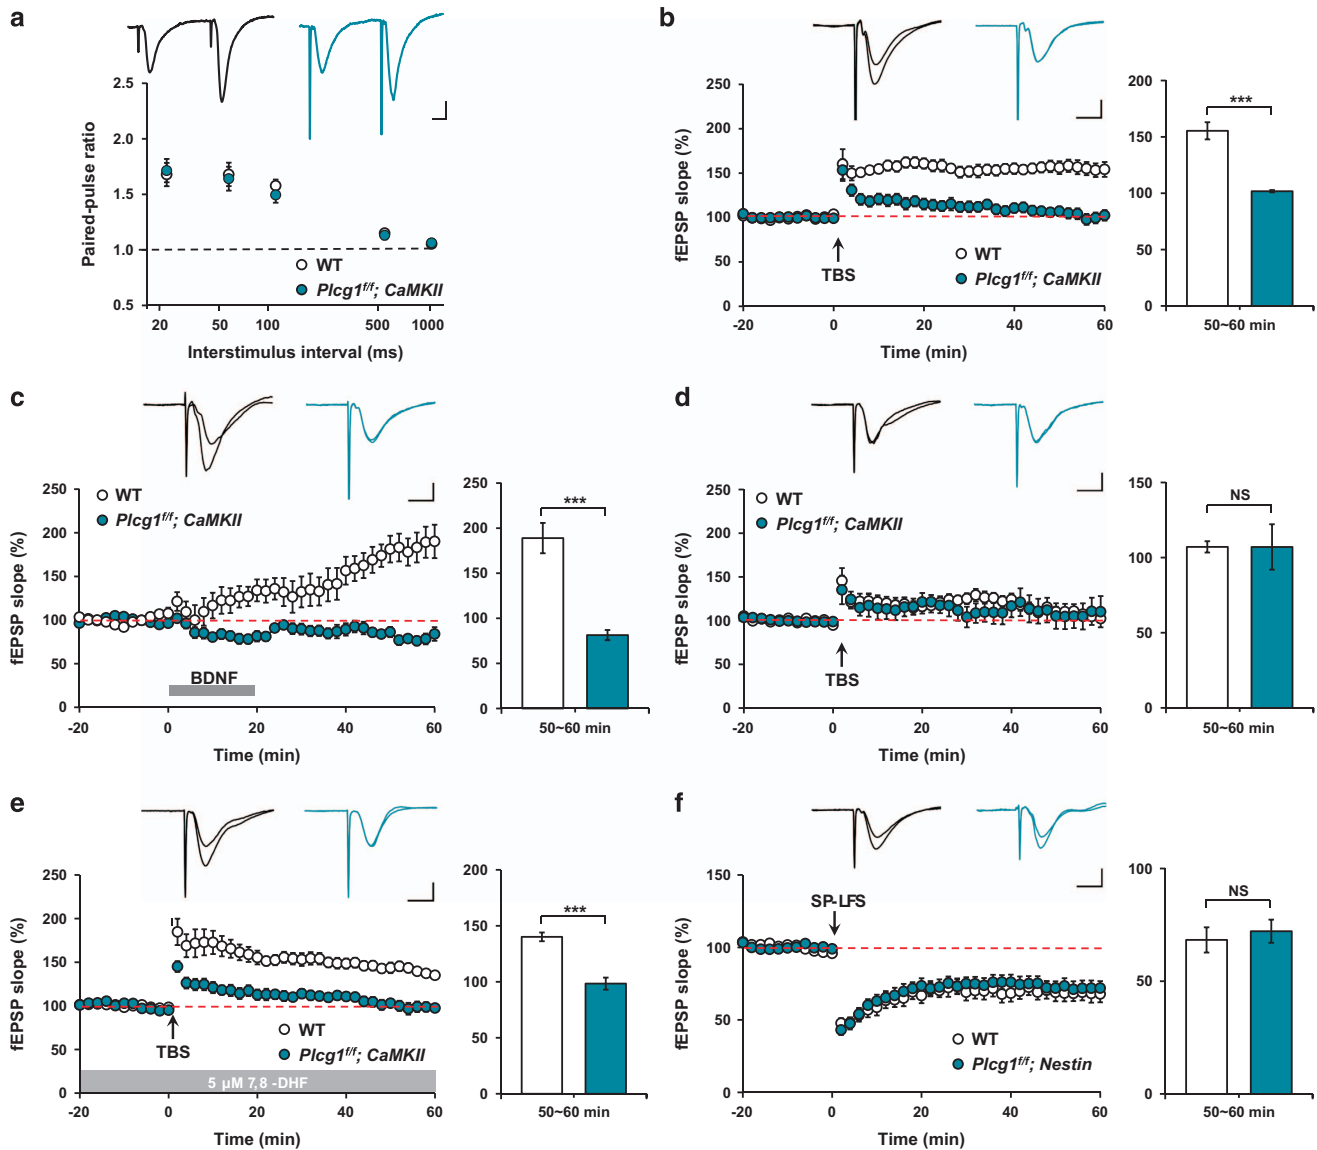 a
2.5
2.0
1.5
1.0
0.5
Paired-pulse ratio
WT
Plcg1f/f; CaMKII
20 50 100 500 1000
Interstimulus interval (ms)
b
250
200
150
100
50
0
fEPSP slope (%)
TBS
WT
Plcg1f/f; CaMKII
-20 0 20 40 60
Time (min)
200
150
100
50
0
***
50~60 min
c
250
200
150
100
50
0
fEPSP slope (%)
WT
Plcg1f/f; CaMKII
BDNF
-20 0 20 40 60
Time (min)
250
200
150
100
50
0
***
50~60 min
d
250
200
150
100
50
0
fEPSP slope (%)
WT
Plcg1f/f; CaMKII
TBS
-20 0 20 40 60
Time (min)
150
100
50
0
NS
50~60 min
e
250
200
150
100
50
0
fEPSP slope (%)
TBS
WT
Plcg1f/f; CaMKII
5 µM 7,8 -DHF
-20 0 20 40 60
Time (min)
200
150
100
50
0
***
50~60 min
f
150
100
50
0
fEPSP slope (%)
SP-LFS
WT
Plcg1f/f; Nestin
-20 0 20 40 60
Time (min)
100
50
0
NS
50~60 min